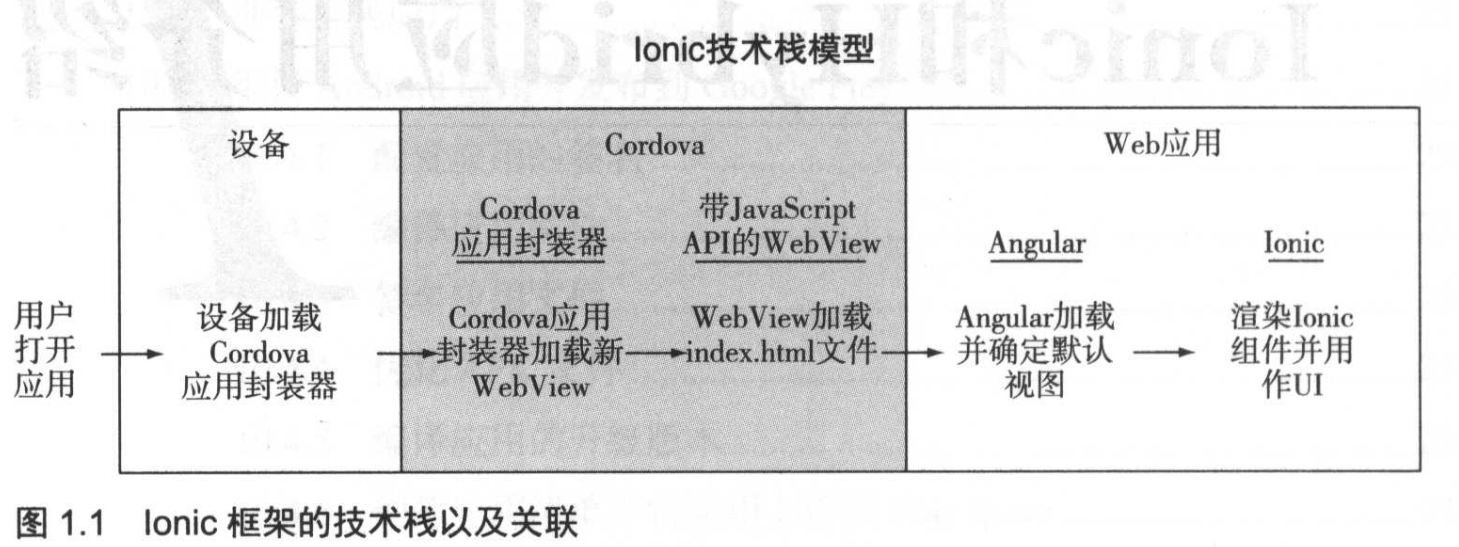 Ionic技术栈模型
设备
Cordova
Web应用
Cordova
应用封装器
带JavaScript
API的WebView
Angular
Ionic
用户
打开
应用
设备加载
Cordova
应用封装器
Cordova应用
封装器加载新
WebView
WebView加载
index.html文件
Angular加载
并确定默认
视图
渲染Ionic
组件并用
作UI
图 1.1 Ionic 框架的技术栈以及关联